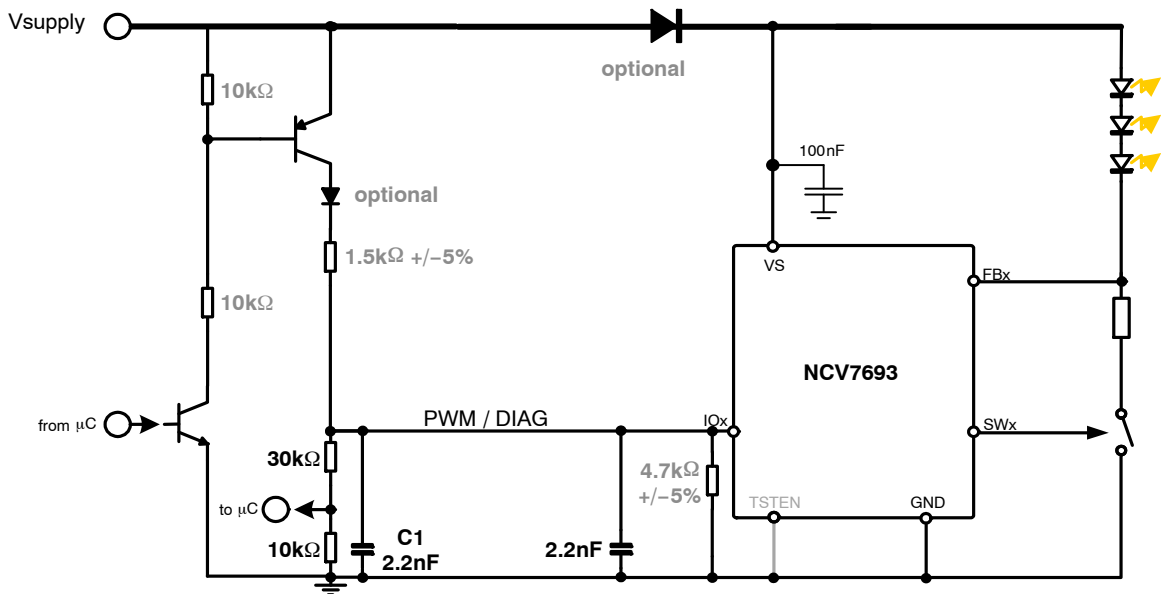 Vsupply
optional
10kΩ
100nF
optional
1.5kΩ +/−5%
VS
FBx
10kΩ
NCV7693
from μC
PWM / DIAG
IOx
SWx
30kΩ
4.7kΩ
+/−5%
to μC
TSTEN
GND
10kΩ
C1
2.2nF
2.2nF